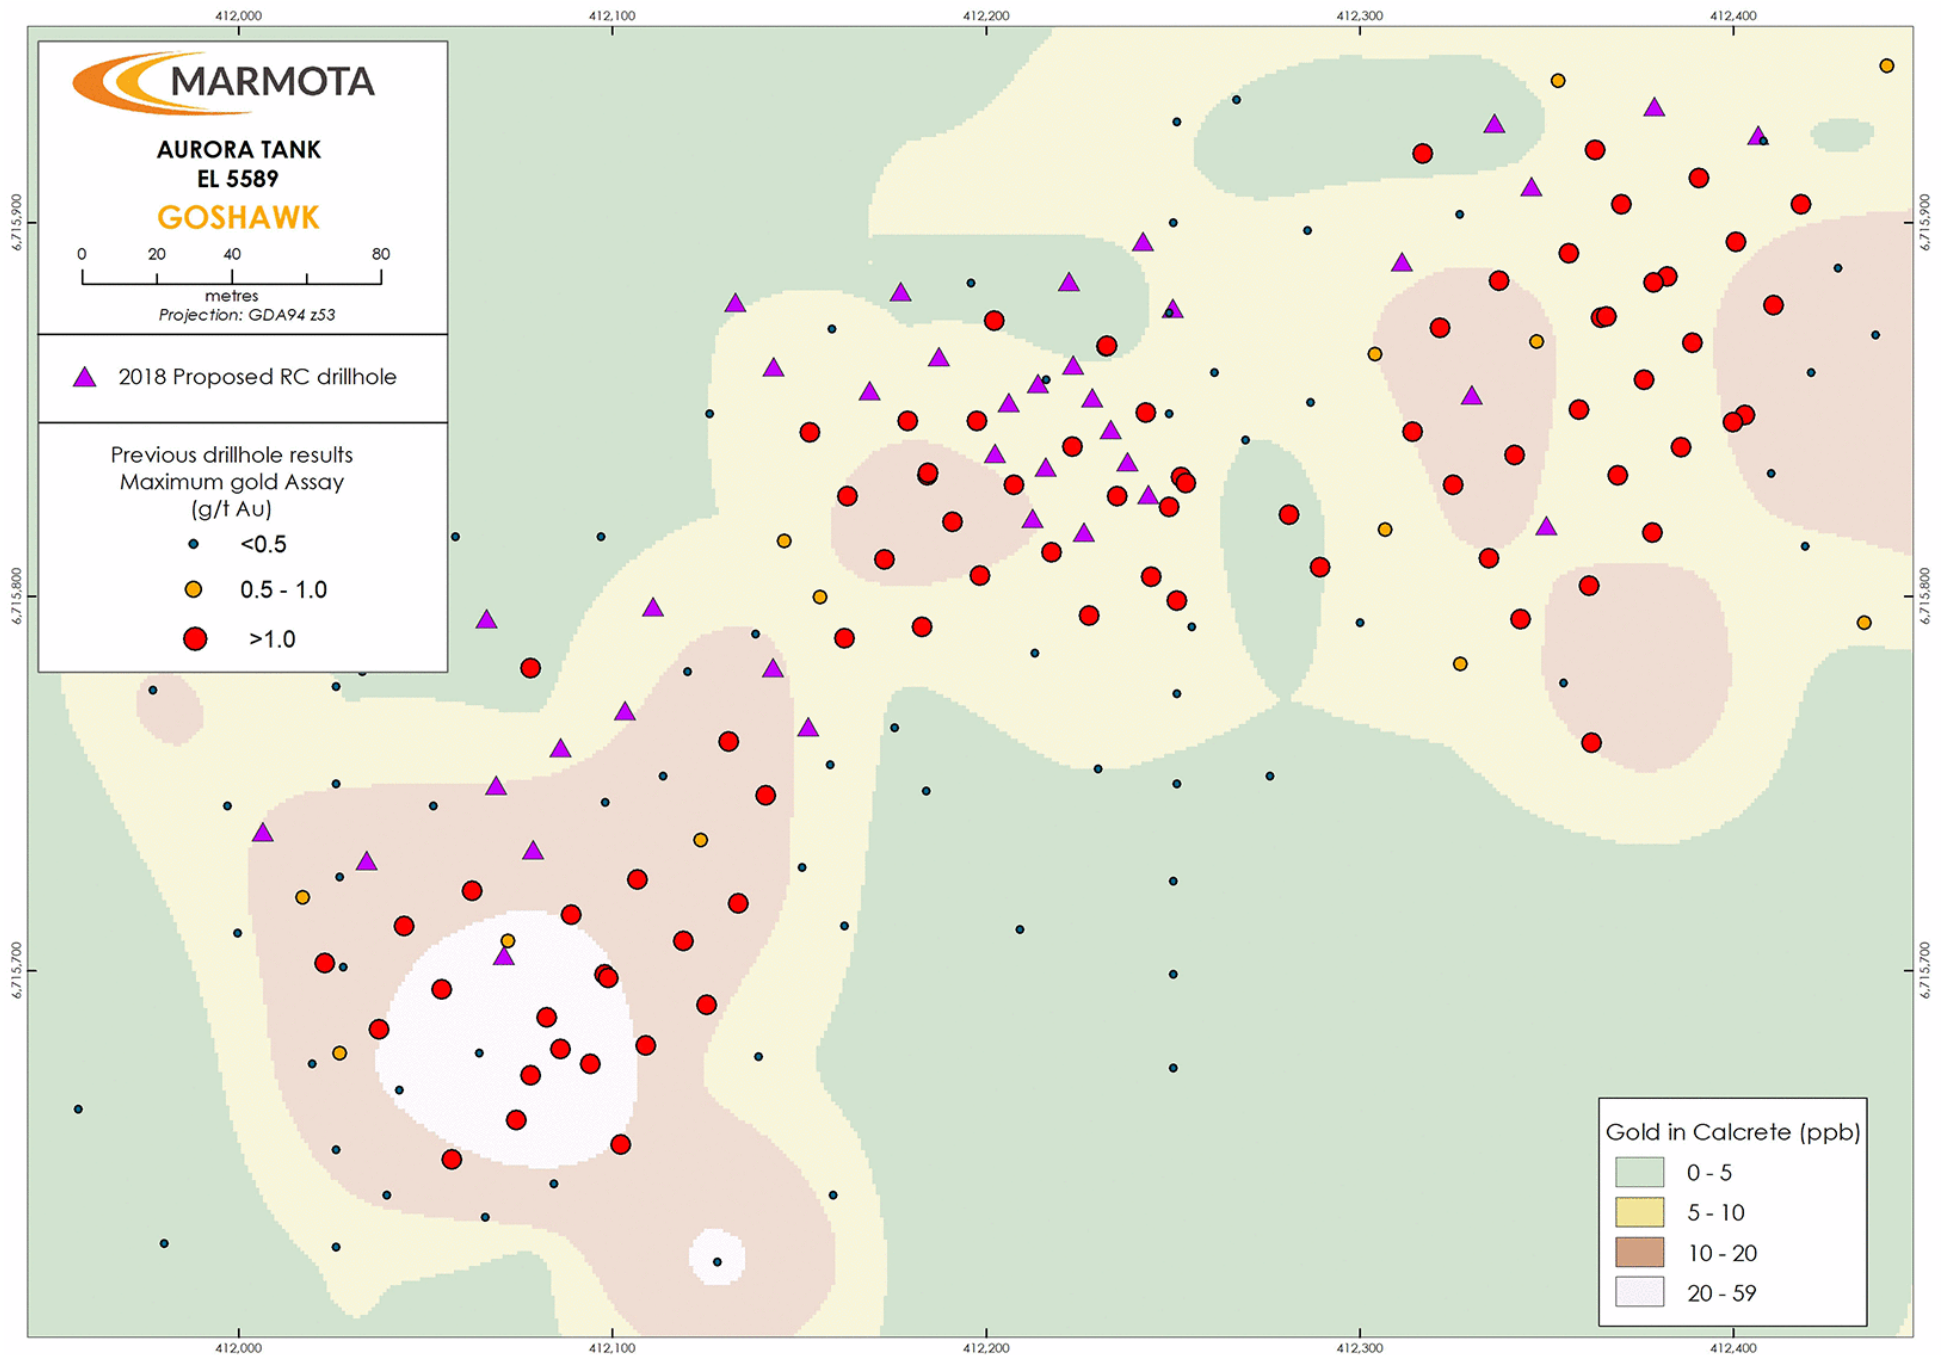 412,000 412,100 412,200 412,300 412,400
MARMOTA
AURORA TANK
EL 5589
GOSHAWK
0 20 40 80
metres
Projection: GDA94 z53
2018 Proposed RC drillhole
Previous drillhole results
Maximum gold Assay
(g/t Au)
<0.5
0.5 - 1.0
>1.0
6,715,900 6,715,900
6,715,800 6,715,800
6,715,700 6,715,700
Gold in Calcrete (ppb)
0 - 5
5 - 10
10 - 20
20 - 59
412,000 412,100 412,200 412,300 412,400